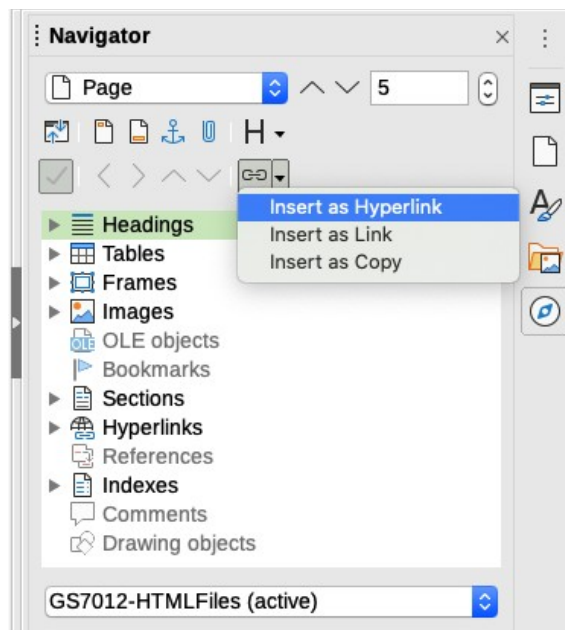 Navigator
Page 5
H
Insert as Hyperlink
Insert as Link
Insert as Copy
Headings
Tables
Frames
Images
OLE OLE objects
Bookmarks
Sections
Hyperlinks
References
Indexes
Comments
Drawing objects
GS7012-HTMLFiles (active)